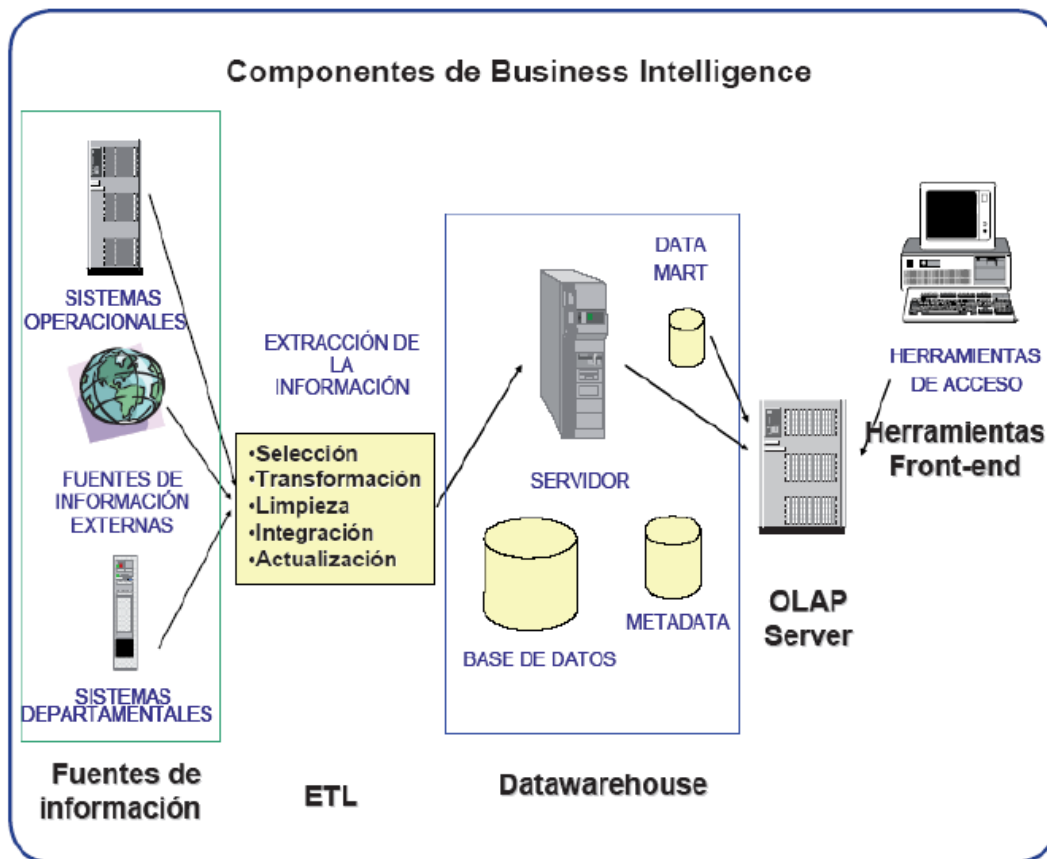 Componentes de Business Intelligence
SISTEMAS
OPERACIONALES
FUENTES DE
INFORMACIÓN
EXTERNAS
SISTEMAS
DEPARTAMENTALES
Fuentes de
información
EXTRACCIÓN DE
LA
INFORMACIÓN
•Selección
•Transformación
•Limpieza
•Integración
•Actualización
ETL
DATA
MART
SERVIDOR
BASE DE DATOS
METADATA
Datawarehouse
OLAP
Server
HERRAMIENTAS
DE ACCESO
Herramientas
Front-end